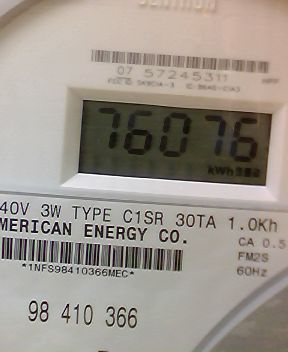 07 57245311
76076
kWh
40V 3W TYPE C1SR 30TA 1.0Kh
MERICAN ENERGY CO.
CA 0.5
FM2S
*1NFS98410366MEC*
60Hz
98 410 366